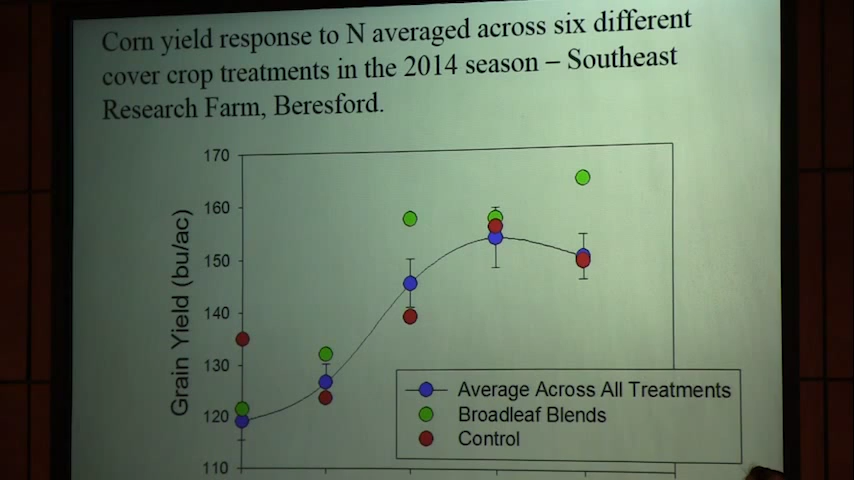 Corn yield response to N averaged across six different
cover crop treatments in the 2014 season – Southeast
Research Farm, Beresford.
170
160
150
140
130
120
110
Grain Yield (bu/ac)
Average Across All Treatments
Broadleaf Blends
Control